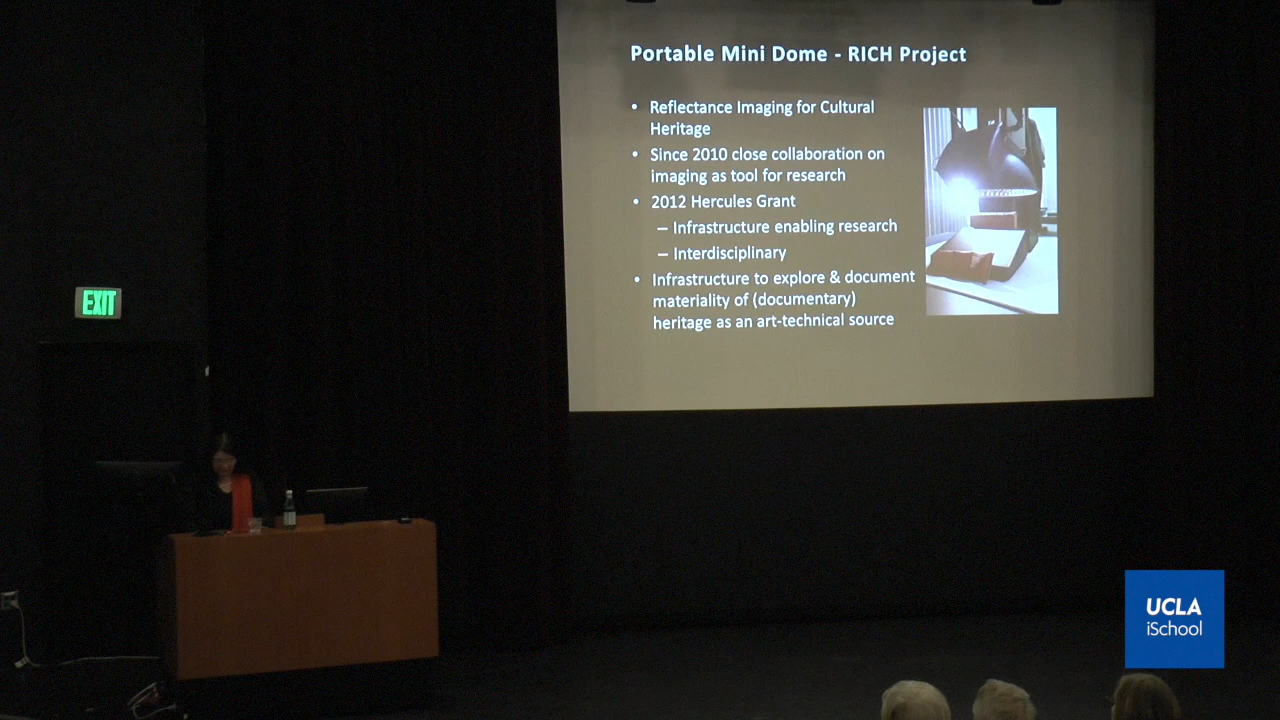 Portable Mini Dome - RICH Project
• Reflectance Imaging for Cultural
Heritage
• Since 2010 close collaboration on
imaging as tool for research
• 2012 Hercules Grant
– Infrastructure enabling research
– Interdisciplinary
• Infrastructure to explore & document
materiality of (documentary)
heritage as an art-technical source
EXIT
UCLA
iSchool